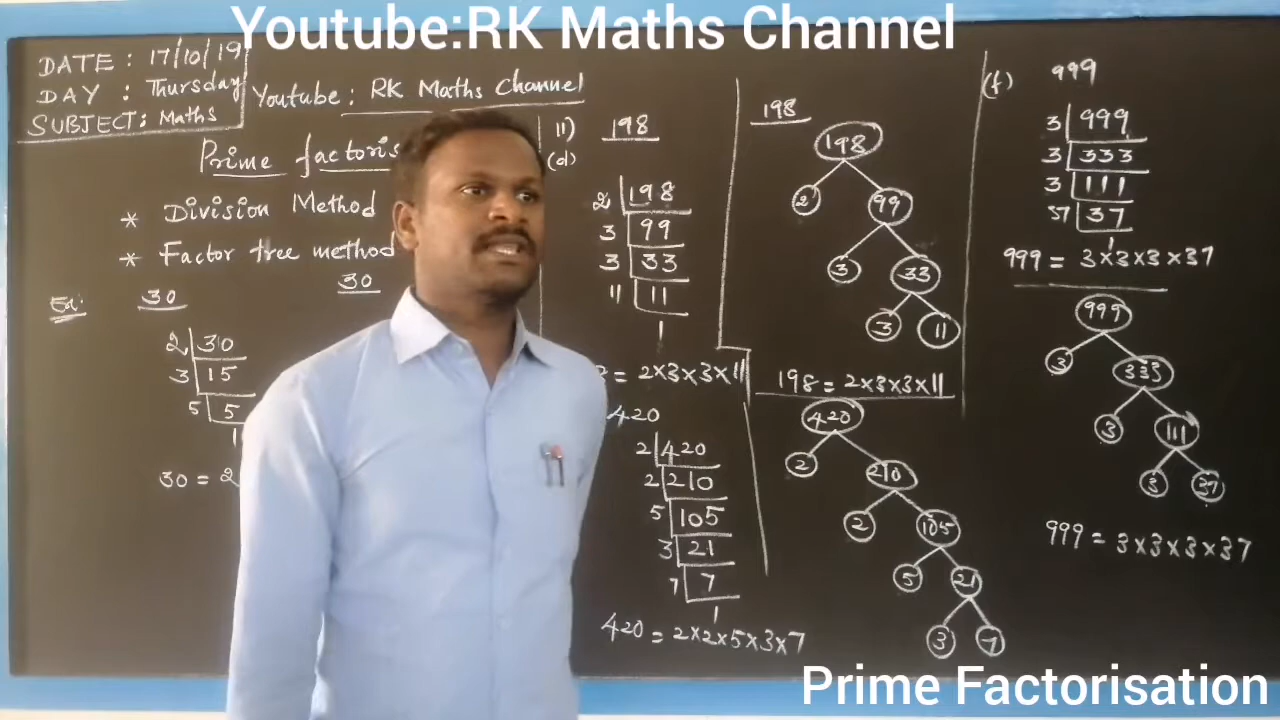 Youtube:RK Maths Channel
DATE : 17/10/19
DAY : Thursday
SUBJECT: Maths
Youtube : RK Maths Channel
Prime factoris
* Division Method
* Factor tree method
Ex:
30
2 30
3 15
5 5
1
30 = 2
30
11)
(d)
198
2 198
3 99
3 33
11 11
1
= 2×3×3×11
420
2 420
2 210
5 105
3 21
7 7
1
420 = 2×2×5×3×7
198
198
2 99
3 33
3 11
198 = 2×3×3×11
420
2 210
2 105
5 21
3 7
(f) 999
3 999
3 333
3 111
37 37
1
999 = 3×3×3×37
999
3 333
3 111
3 37
999 = 3×3×3×37
Prime Factorisation